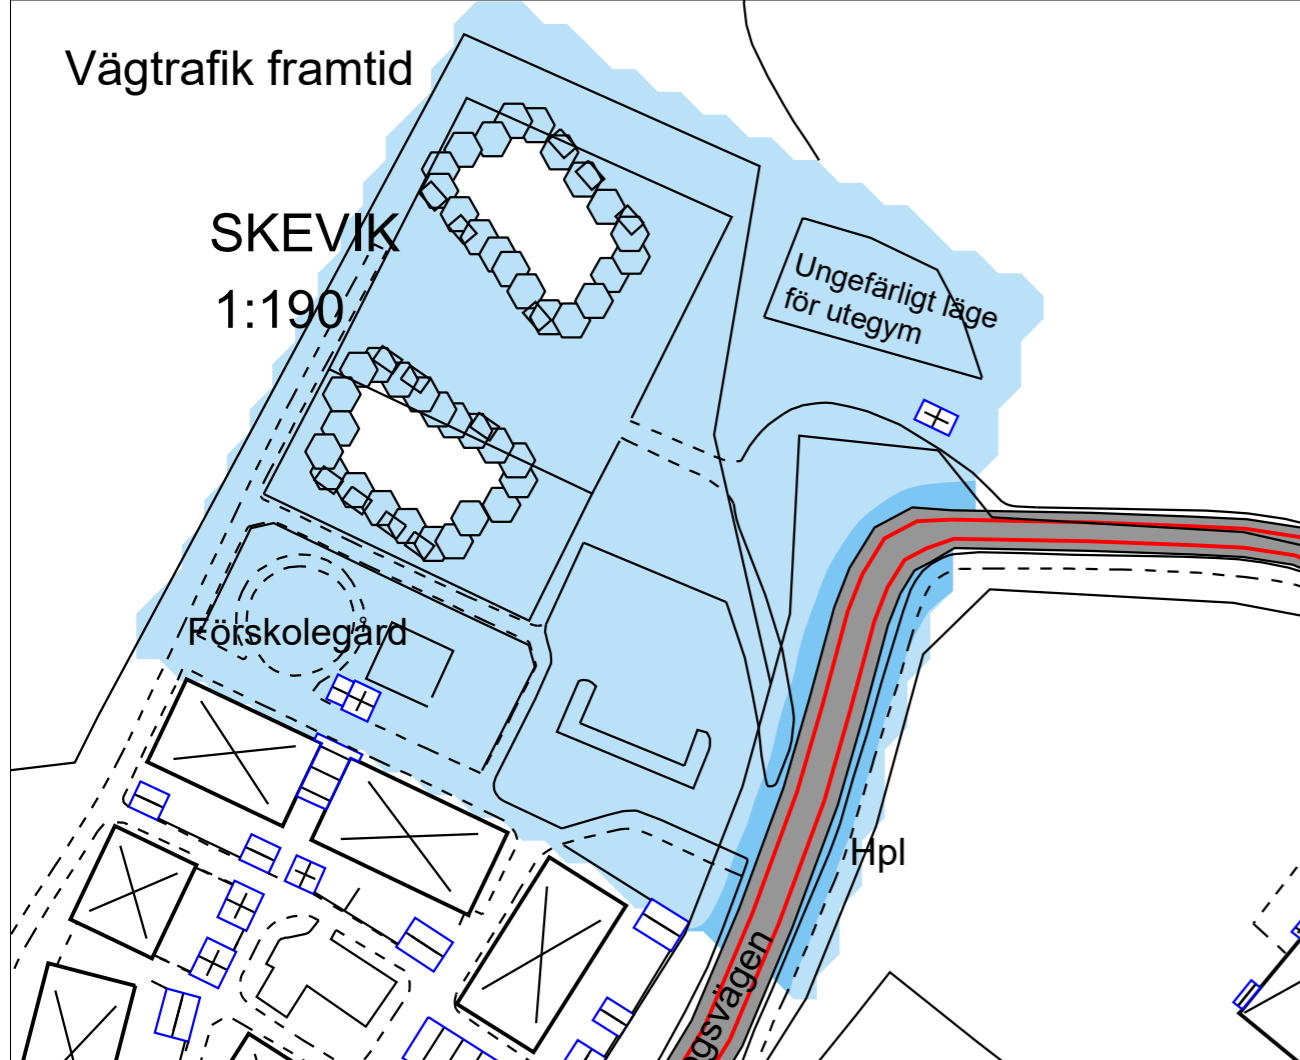 Vägtrafik framtid
SKEVIK
1:190
Ungefärligt läge
för utegym
Förskolegård
Hpl
gsvägen